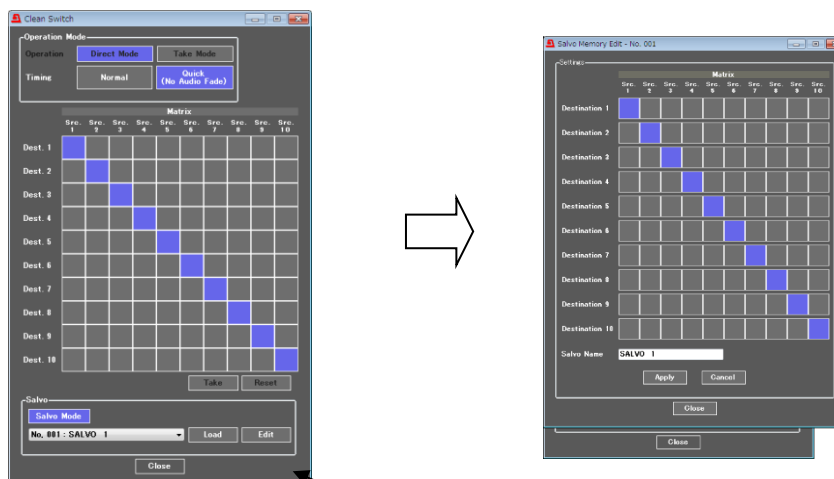 Clean Switch
Operation Mode
Operation Direct Mode Take Mode
Timing Normal Quick
(No Audio Fade)
Matrix
Src. Src. Src. Src. Src. Src. Src. Src. Src. Src.
1 2 3 4 5 6 7 8 9 10
Dest. 1
Dest. 2
Dest. 3
Dest. 4
Dest. 5
Dest. 6
Dest. 7
Dest. 8
Dest. 9
Dest. 10
Take Reset
Salvo
Salvo Mode
No. 001 : SALVO 1 Load Edit
Close
Salvo Memory Edit - No. 001
Settings
Matrix
Src. Src. Src. Src. Src. Src. Src. Src. Src. Src.
1 2 3 4 5 6 7 8 9 10
Destination 1
Destination 2
Destination 3
Destination 4
Destination 5
Destination 6
Destination 7
Destination 8
Destination 9
Destination 10
Salvo Name SALVO 1
Apply Cancel
Close
Close